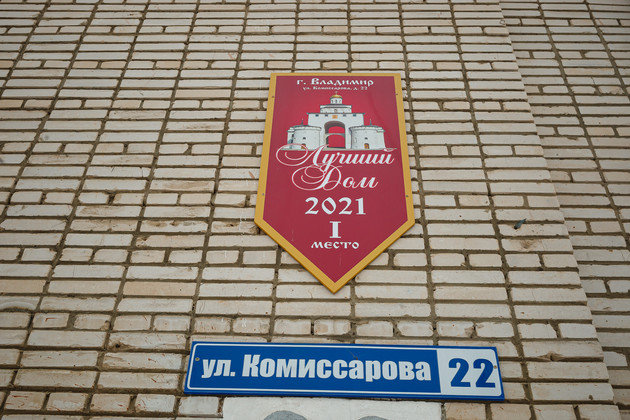 г. Владимир
ул. Комиссарова, д. 22
Лучший
Дом
2021
I
место
ул. Комиссарова 22